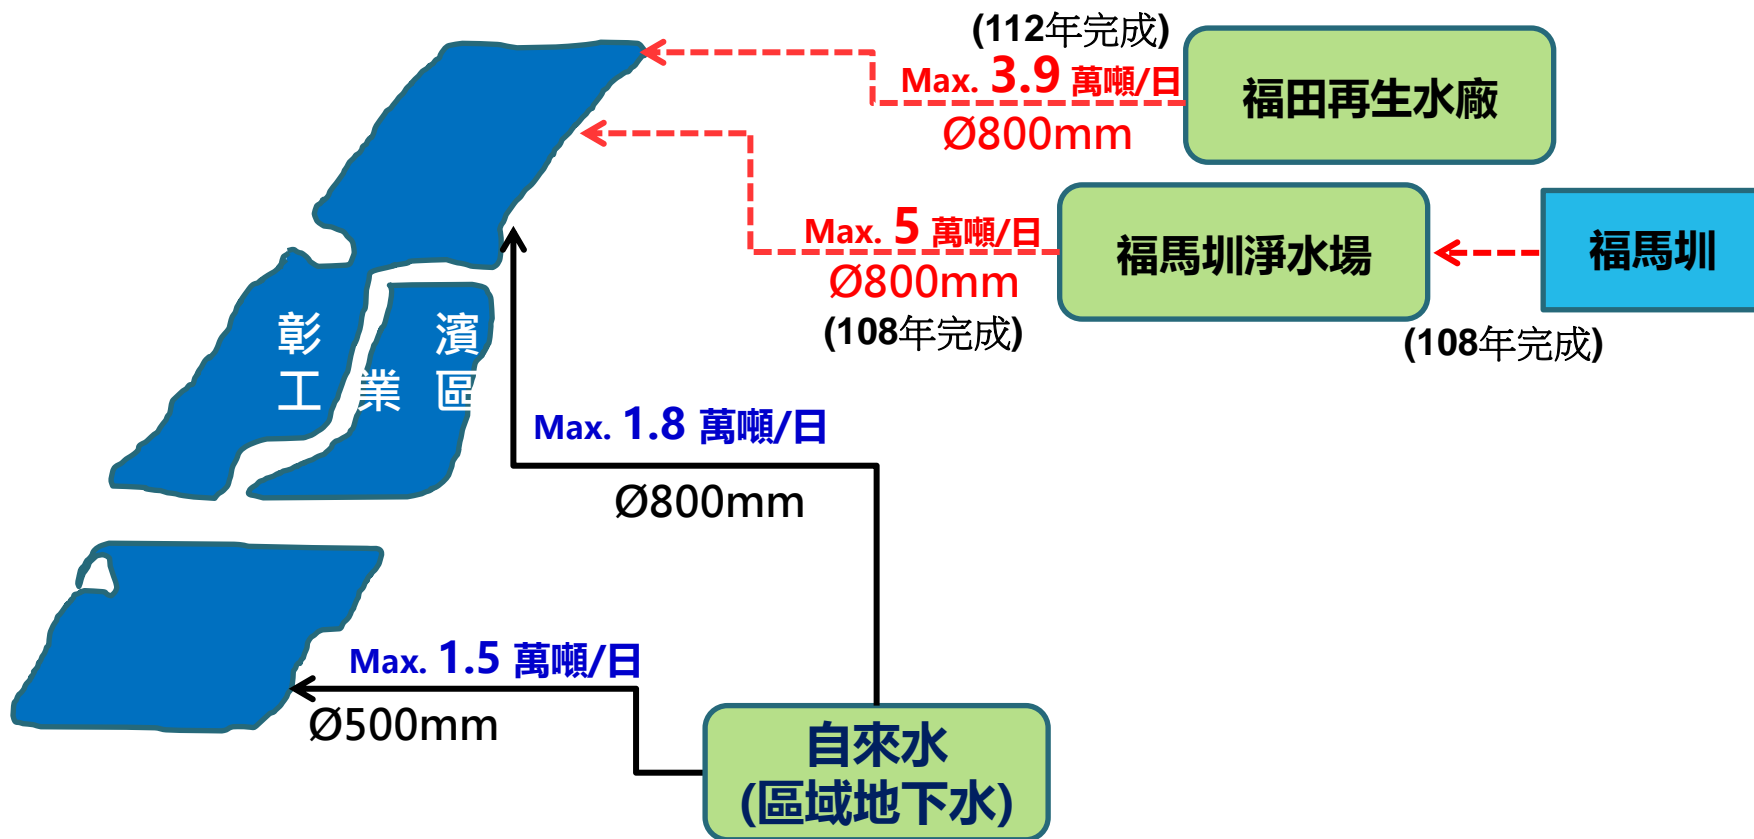 (112年完成)
Max. 3.9 萬噸/日
Ø800mm
福田再生水廠
Max. 5 萬噸/日
Ø800mm
(108年完成)
福馬圳淨水場
福馬圳
(108年完成)
彰 濱
工 業 區
Max. 1.8 萬噸/日
Ø800mm
Max. 1.5 萬噸/日
Ø500mm
自來水
(區域地下水)